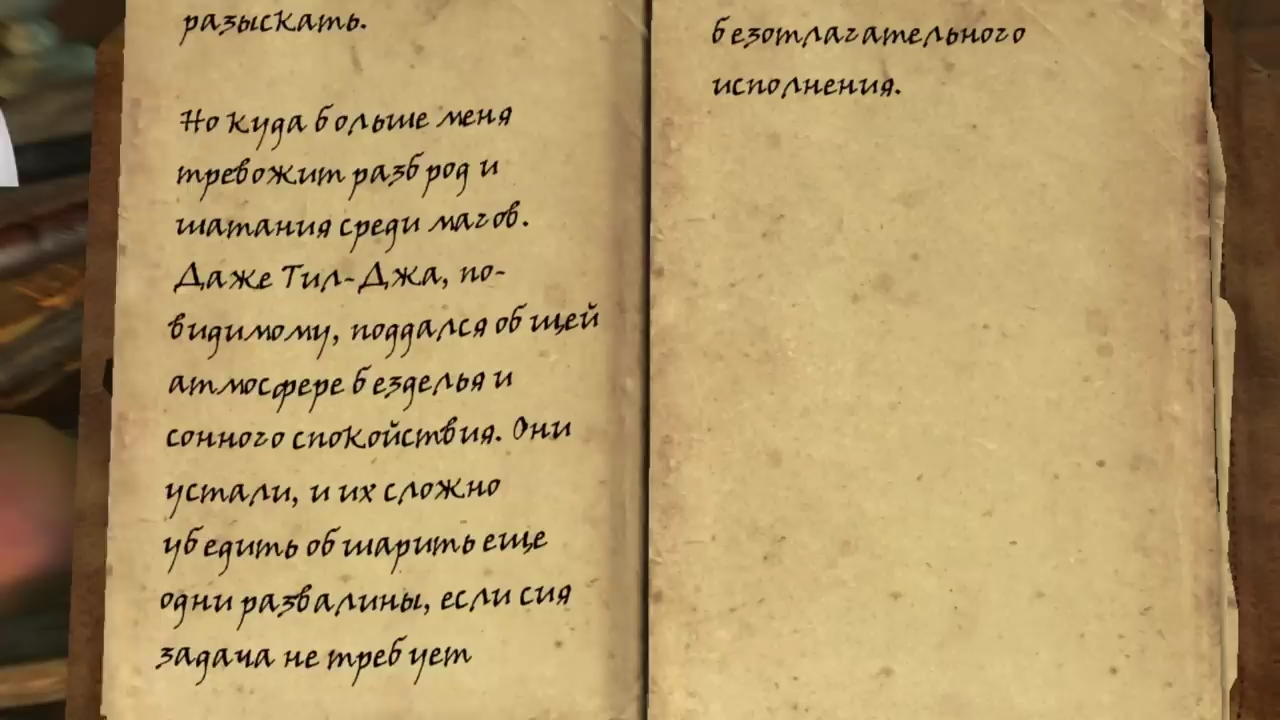 разыскать.
Но куда больше меня
тревожит разброд и
шатания среди магов.
Даже Тил-Джа, по-
видимому, поддался общей
атмосфере безделья и
сонного спокойствия. Они
устали, и их сложно
убедить обшарить еще
одни развалины, если сия
задача не требует
безотлагательного
исполнения.